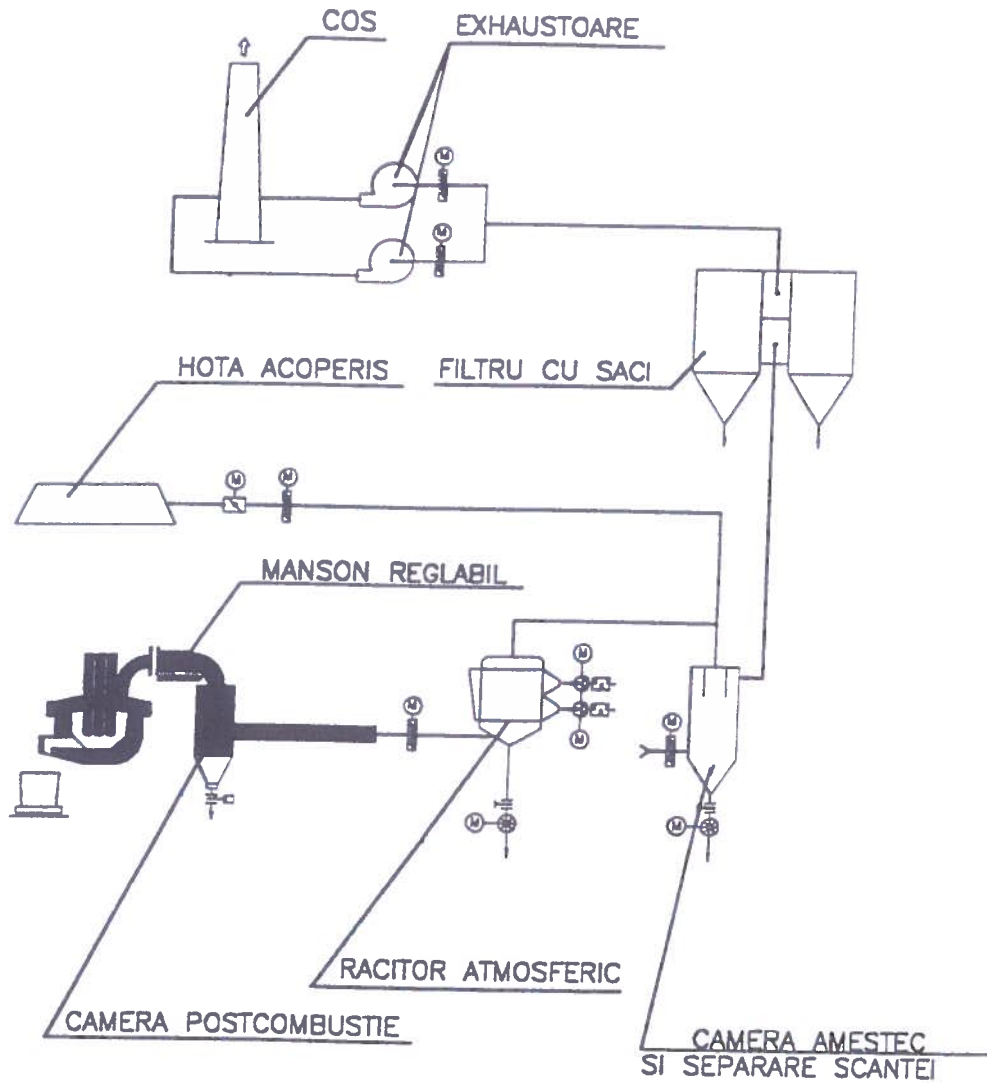 COS
EXHAUSTOARE
M
M
HOTA ACOPERIS
FILTRU CU SACI
M
M
MANSON REGLABIL
M
M
M
M
M
M
RACITOR ATMOSFERIC
CAMERA POSTCOMBUSTIE
CAMERA AMESTEC
SI SEPARARE SCANTEI